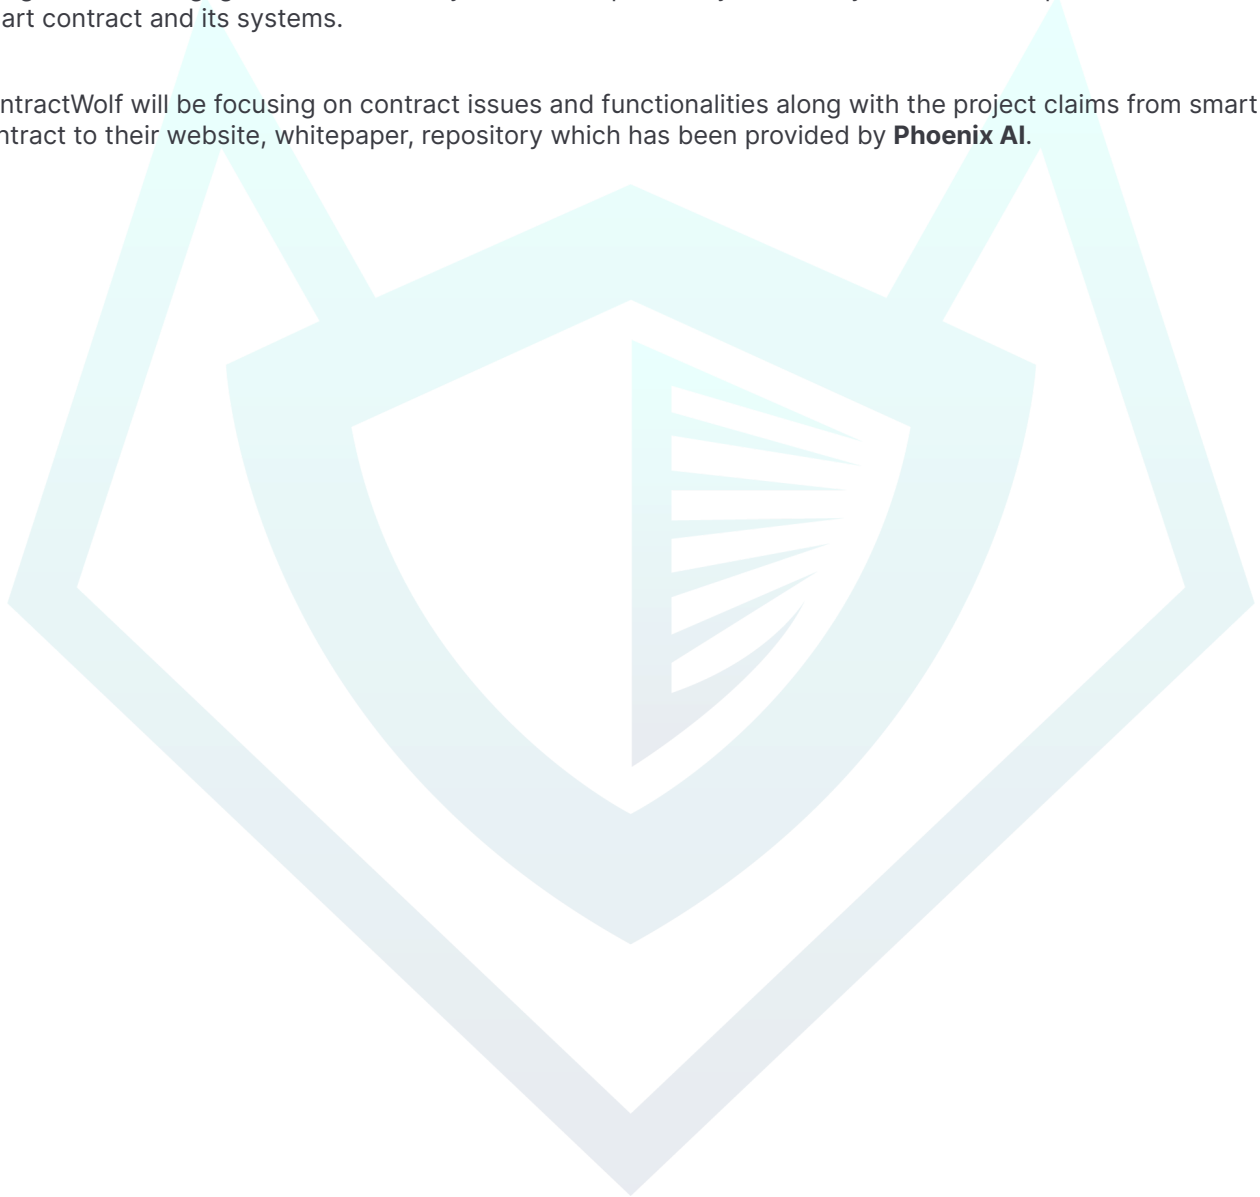 art contract and its systems.
ntractWolf will be focusing on contract issues and functionalities along with the project claims from smart
ntract to their website, whitepaper, repository which has been provided by Phoenix AI.